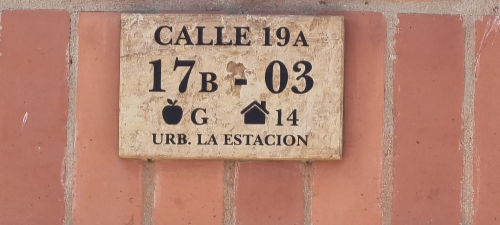 CALLE 19A
17B - 03
G 14
URB. LA ESTACION